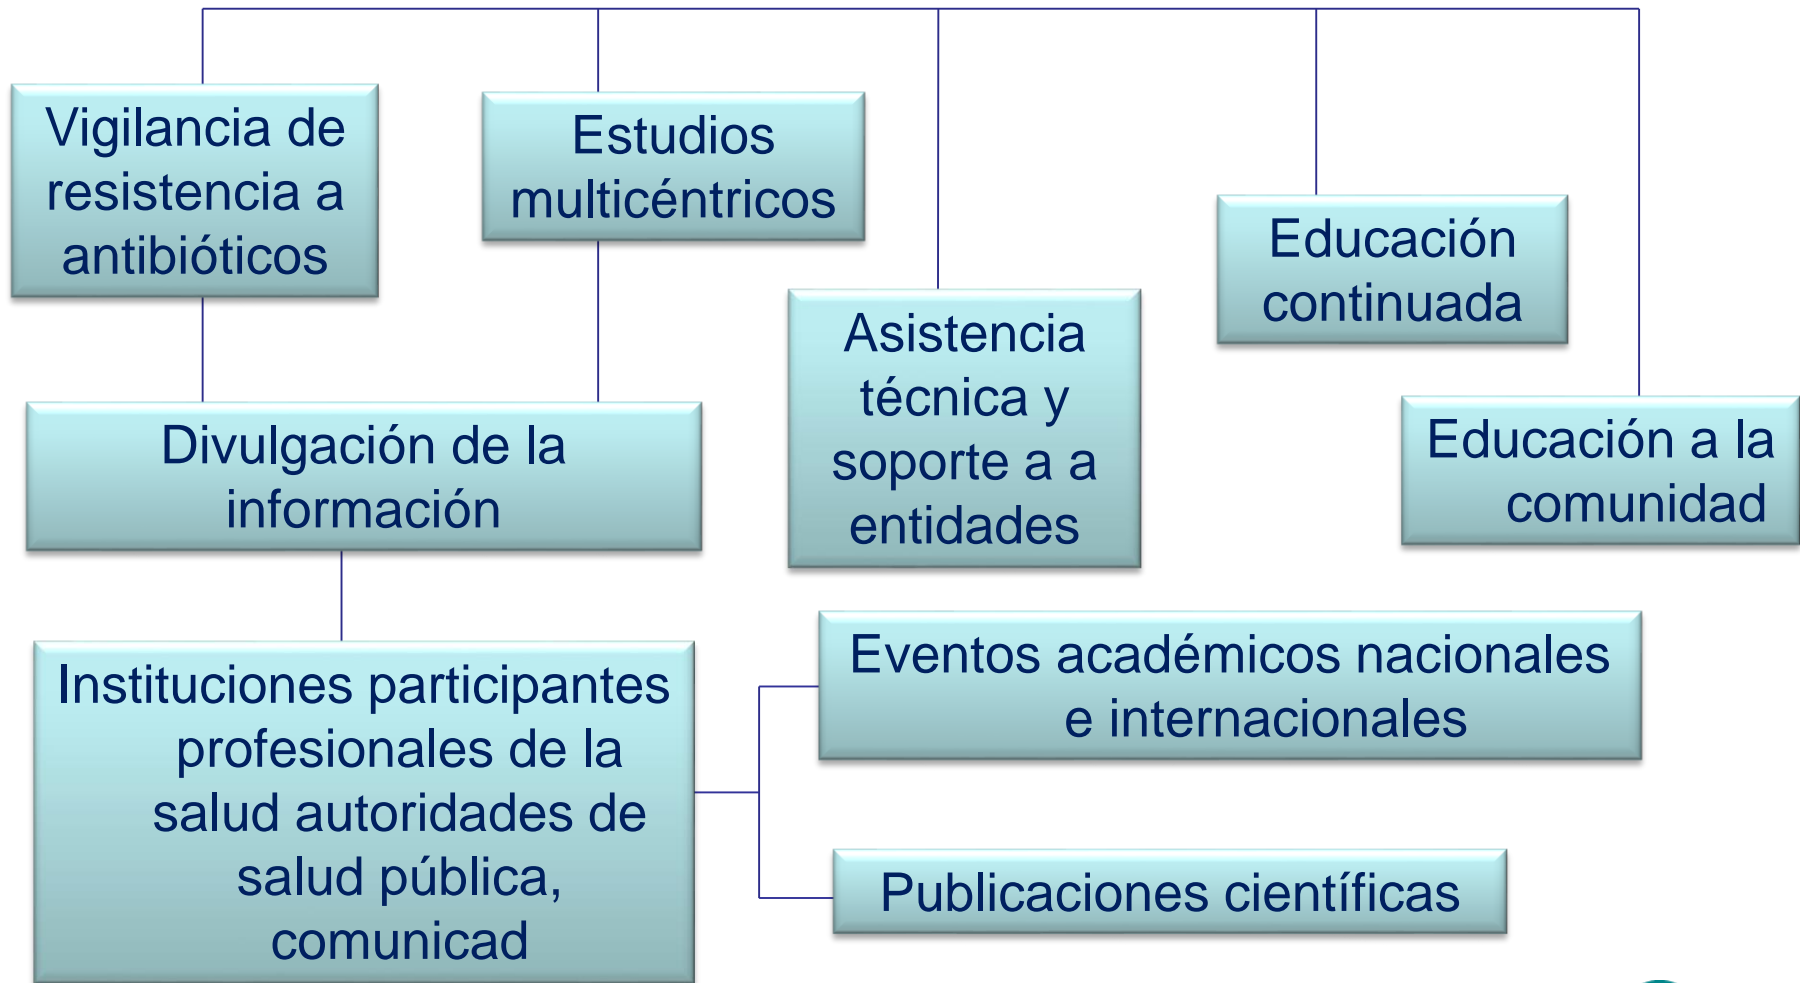 Vigilancia de
resistencia a
antibióticos
Estudios
multicéntricos
Asistencia
técnica y
soporte a a
entidades
Educación
continuada
Educación a la
comunidad
Divulgación de la
información
Instituciones participantes
profesionales de la
salud autoridades de
salud pública,
comunicad
Eventos académicos nacionales
e internacionales
Publicaciones científicas